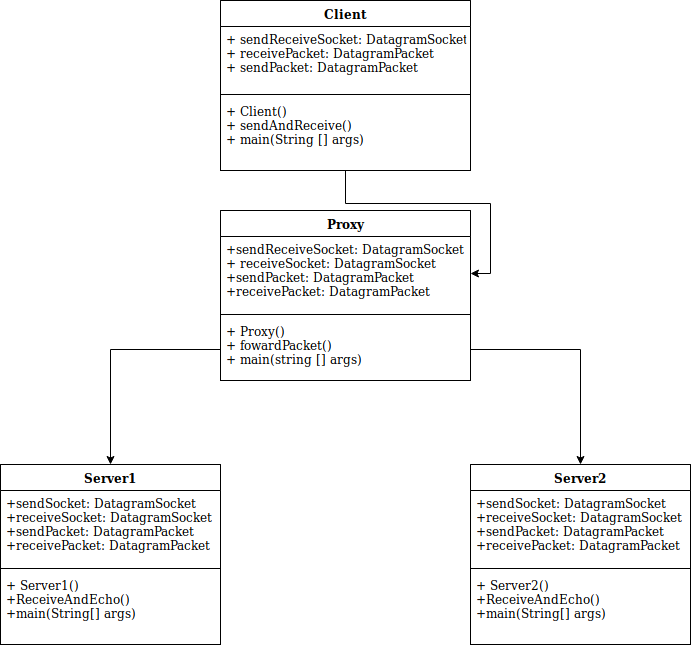 Client
+ sendReceiveSocket: DatagramSocket
+ receivePacket: DatagramPacket
+ sendPacket: DatagramPacket
+ Client()
+ sendAndReceive()
+ main(String [] args)
Proxy
+sendReceiveSocket: DatagramSocket
+ receiveSocket: DatagramSocket
+sendPacket: DatagramPacket
+receivePacket: DatagramPacket
+ Proxy()
+ fowardPacket()
+ main(string [] args)
Server1
+sendSocket: DatagramSocket
+receiveSocket: DatagramSocket
+sendPacket: DatagramPacket
+receivePacket: DatagramPacket
+ Server1()
+ReceiveAndEcho()
+main(String[] args)
Server2
+sendSocket: DatagramSocket
+receiveSocket: DatagramSocket
+sendPacket: DatagramPacket
+receivePacket: DatagramPacket
+ Server2()
+ReceiveAndEcho()
+main(String[] args)